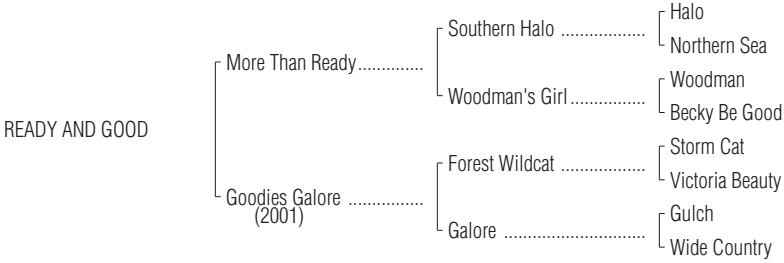 Halo
Southern Halo ..................
Northern Sea
More Than Ready..............
Woodman
Woodman's Girl................
Becky Be Good
READY AND GOOD
Storm Cat
Forest Wildcat ..................
Victoria Beauty
Goodies Galore ................
(2001)
Gulch
Galore ..............................
Wide Country